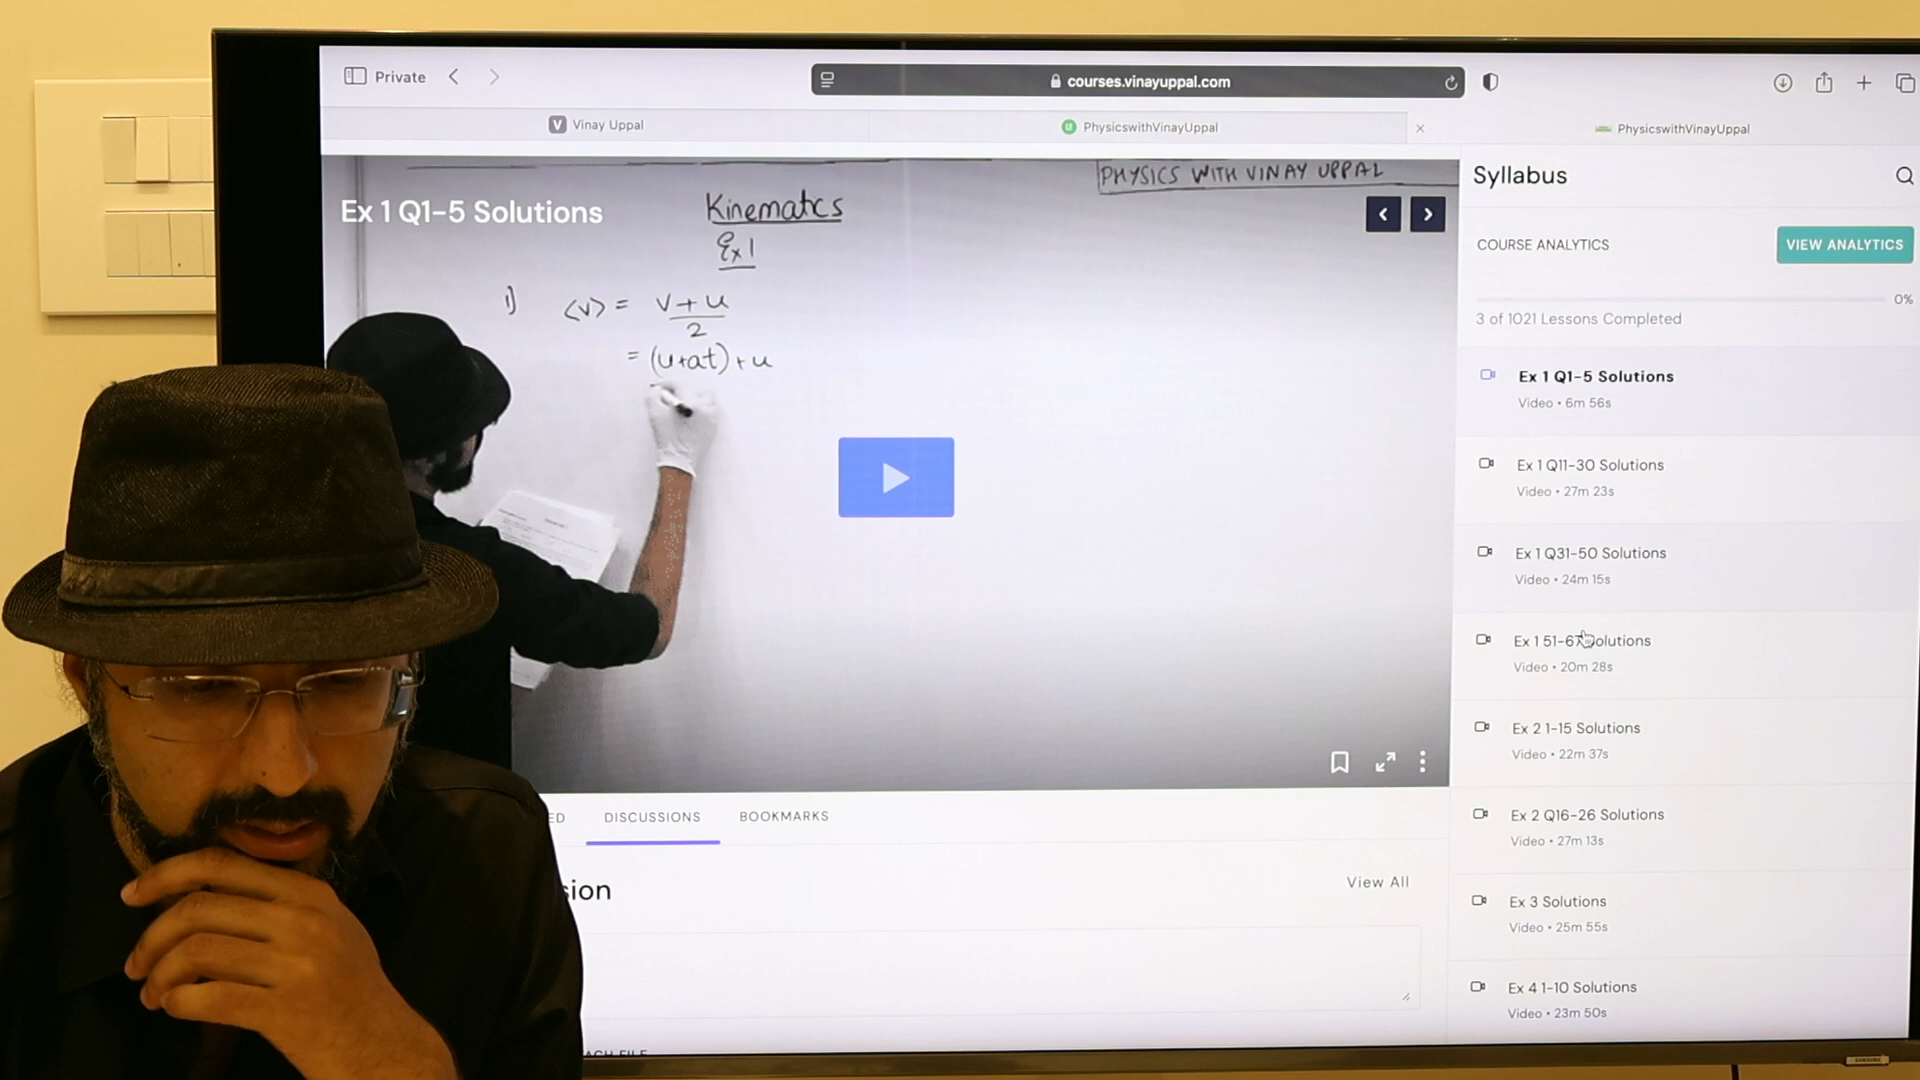 Private
courses.vinayuppal.com
V Vinay Uppal
PhysicswithVinayUppal
PhysicswithVinayUppal
PHYSICS WITH VINAY UPPAL
Ex 1 Q1-5 Solutions
Kinematics
Ex 1
1) <v> = v+u
2
= (u+at)+u
Syllabus
COURSE ANALYTICS
VIEW ANALYTICS
0%
3 of 1021 Lessons Completed
Ex 1 Q1-5 Solutions
Video • 6m 56s
Ex 1 Q11-30 Solutions
Video • 27m 23s
Ex 1 Q31-50 Solutions
Video • 24m 15s
Ex 1 51-67 Solutions
Video • 20m 28s
Ex 2 1-15 Solutions
Video • 22m 37s
Ex 2 Q16-26 Solutions
Video • 27m 13s
Ex 3 Solutions
Video • 25m 55s
Ex 4 1-10 Solutions
Video • 23m 50s
ED DISCUSSIONS BOOKMARKS
sion
View All
ACH FILE
SAMSUNG